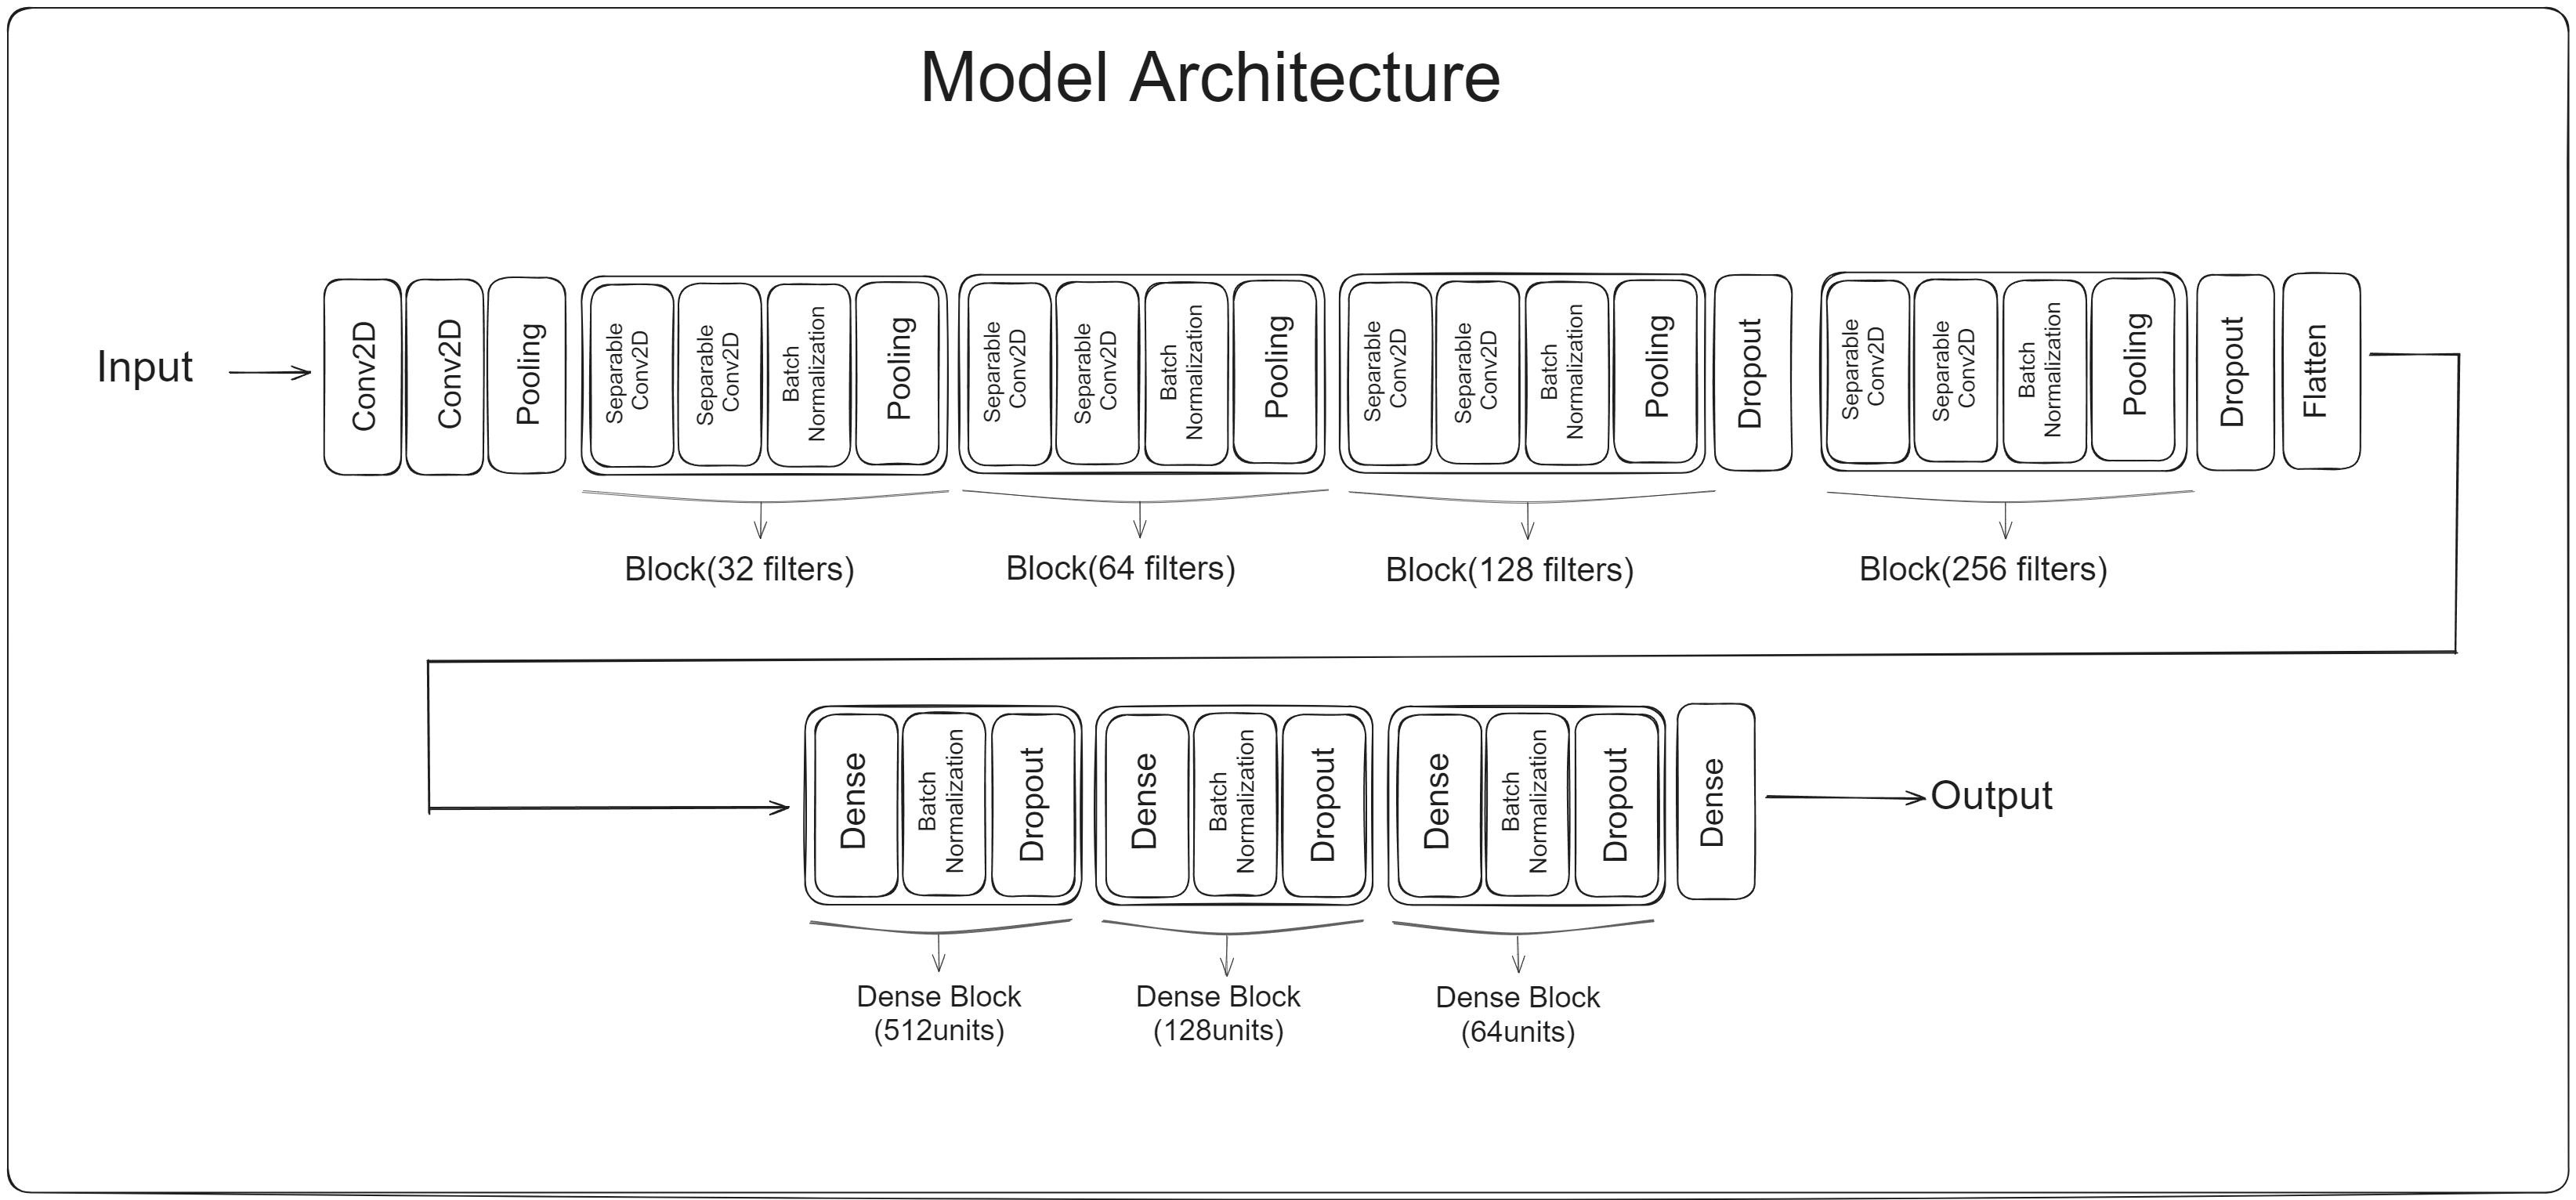 Model Architecture
Input
Conv2D
Conv2D
Pooling
Separable
Conv2D
Separable
Conv2D
Batch
Normalization
Pooling
Separable
Conv2D
Separable
Conv2D
Batch
Normalization
Pooling
Separable
Conv2D
Separable
Conv2D
Batch
Normalization
Pooling
Dropout
Separable
Conv2D
Separable
Conv2D
Batch
Normalization
Pooling
Dropout
Flatten
Block(32 filters)
Block(64 filters)
Block(128 filters)
Block(256 filters)
Dense
Batch
Normalization
Dropout
Dense
Batch
Normalization
Dropout
Dense
Batch
Normalization
Dropout
Dense
Output
Dense Block
(512units)
Dense Block
(128units)
Dense Block
(64units)